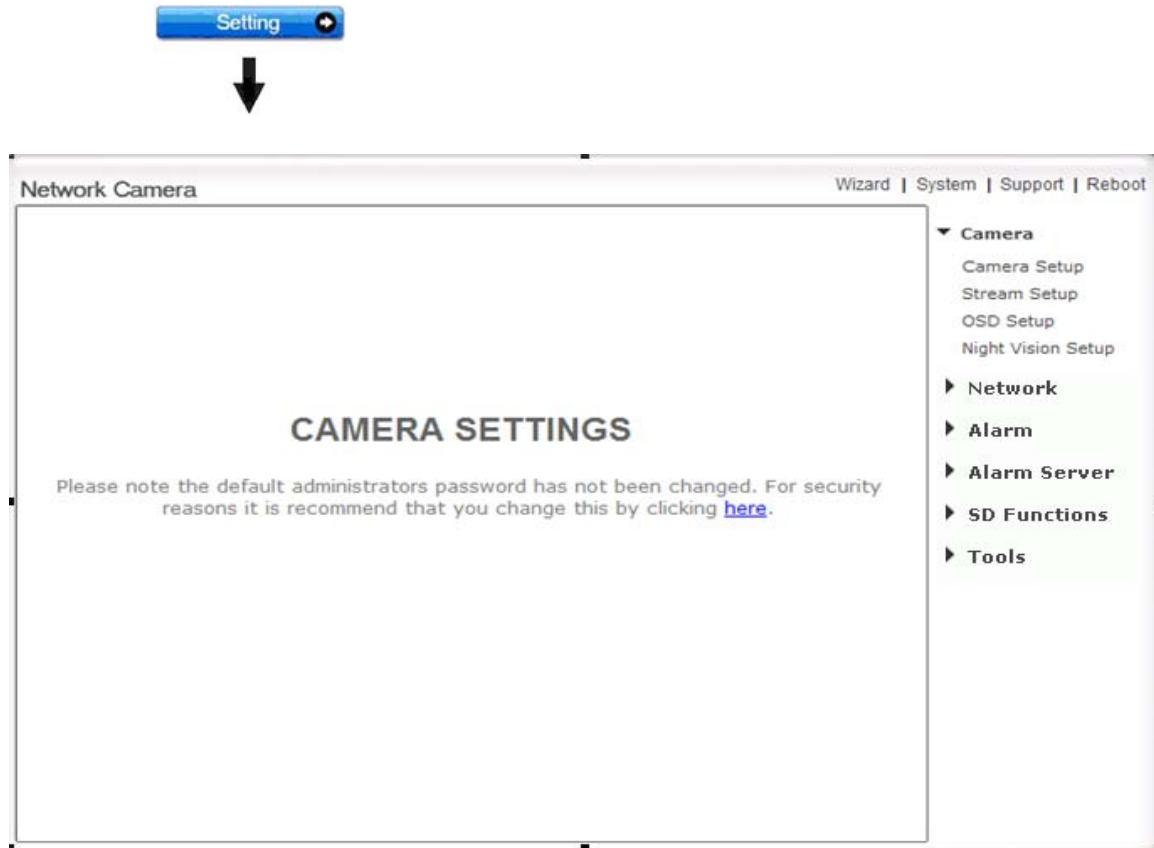 Setting
Network Camera
Wizard | System | Support | Reboot
CAMERA SETTINGS
Please note the default administrators password has not been changed. For security
reasons it is recommend that you change this by clicking here.
Camera
Camera Setup
Stream Setup
OSD Setup
Night Vision Setup
Network
Alarm
Alarm Server
SD Functions
Tools